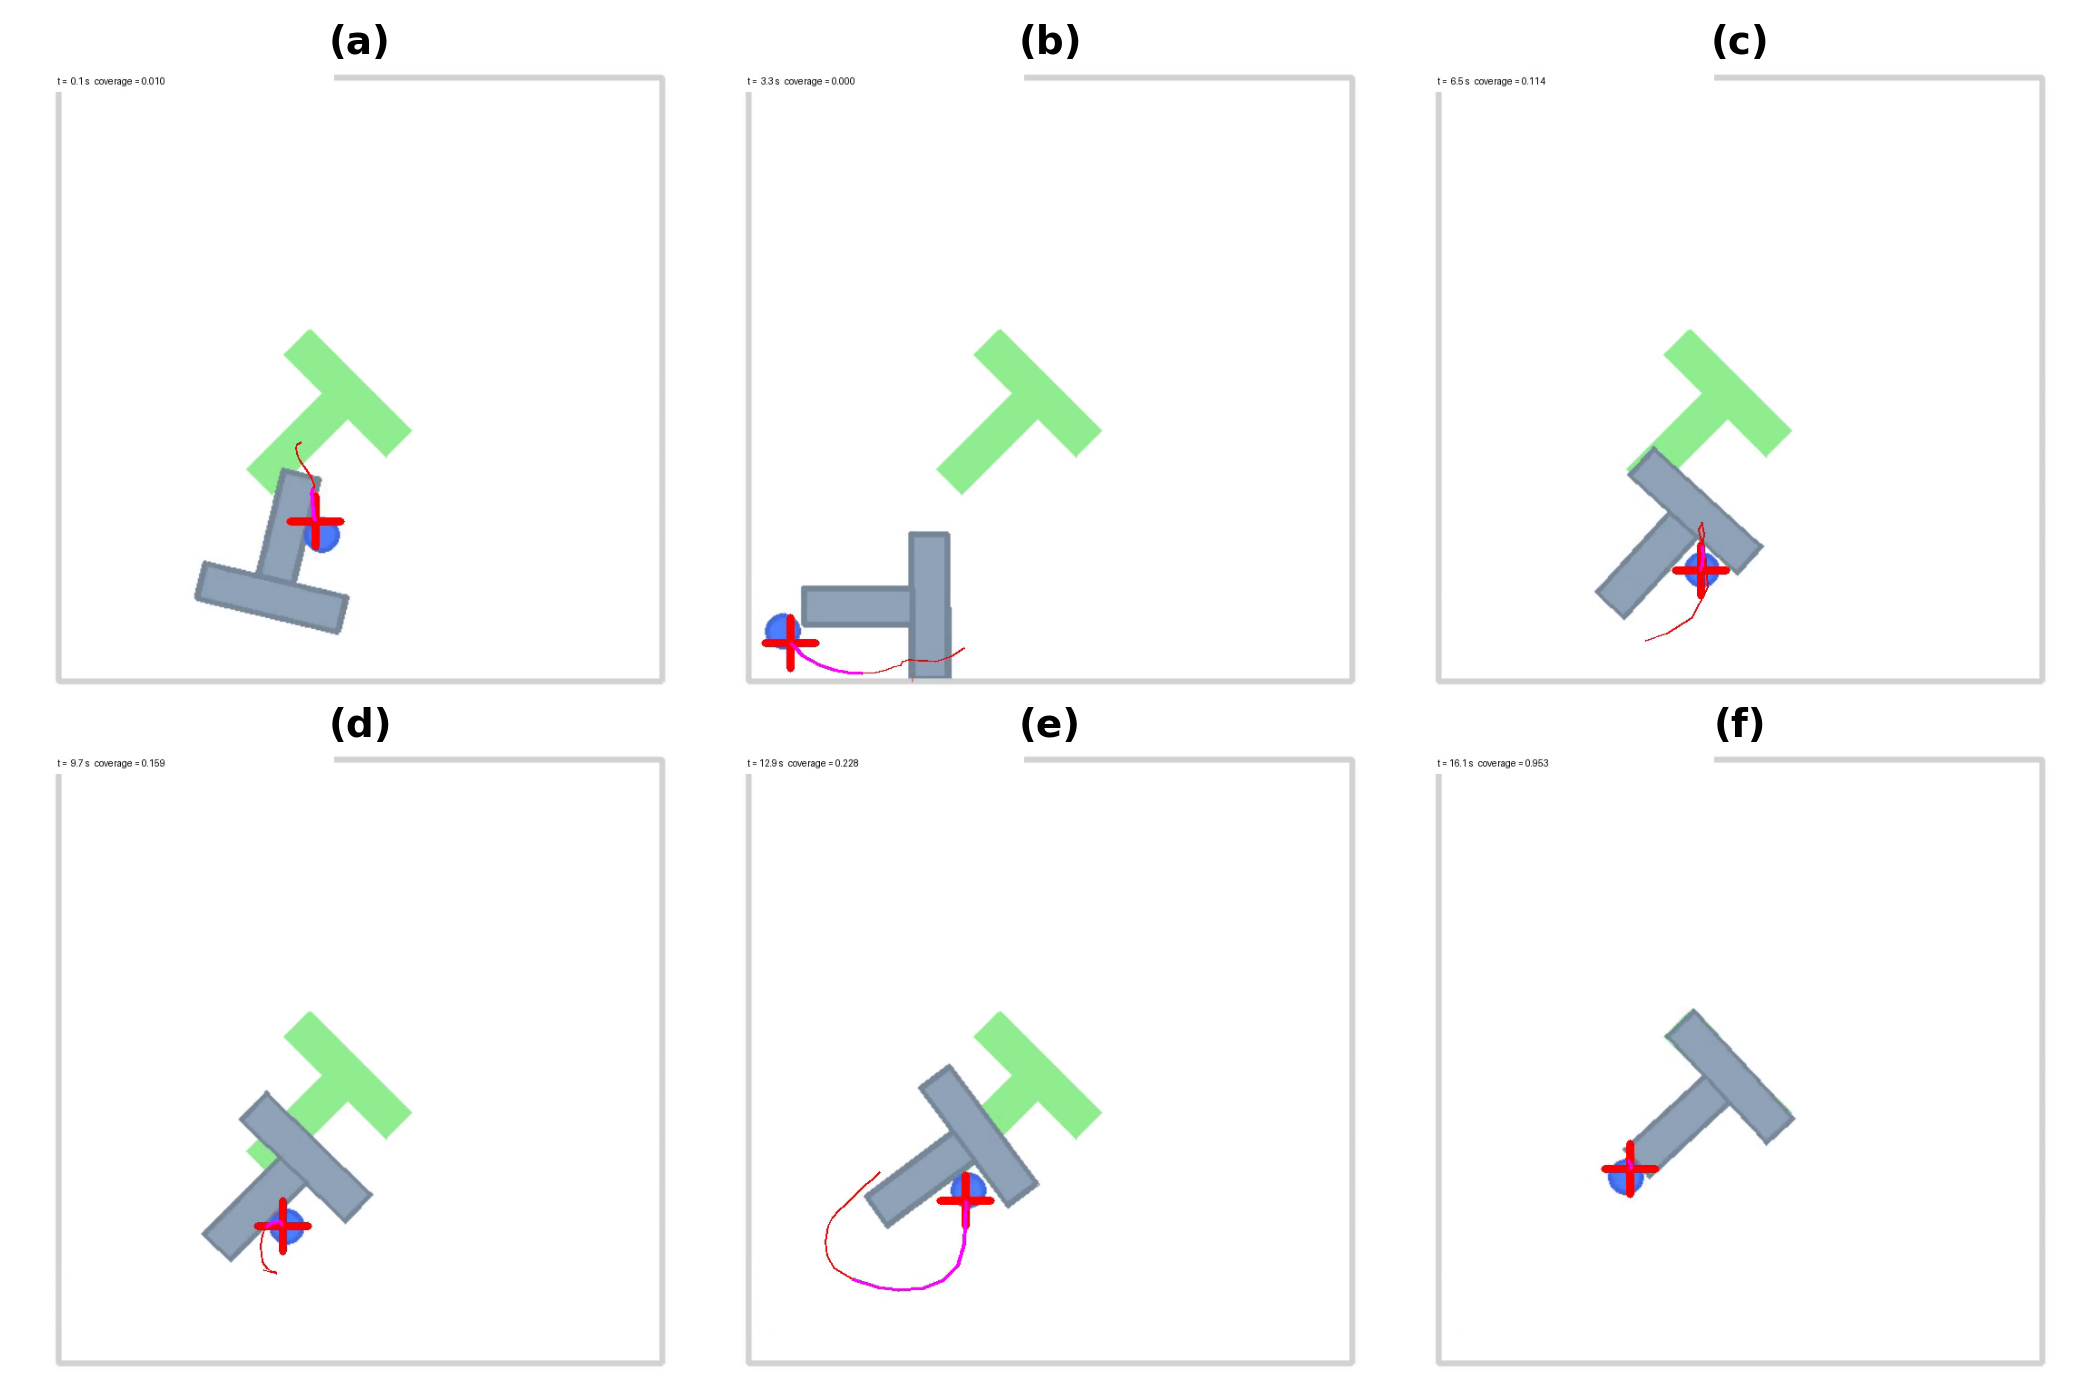 (a)
t = 0.1 s coverage = 0.010
(b)
t = 3.3 s coverage = 0.000
(c)
t = 6.5 s coverage = 0.114
(d)
t = 9.7 s coverage = 0.159
(e)
t = 12.9 s coverage = 0.228
(f)
t = 16.1 s coverage = 0.953